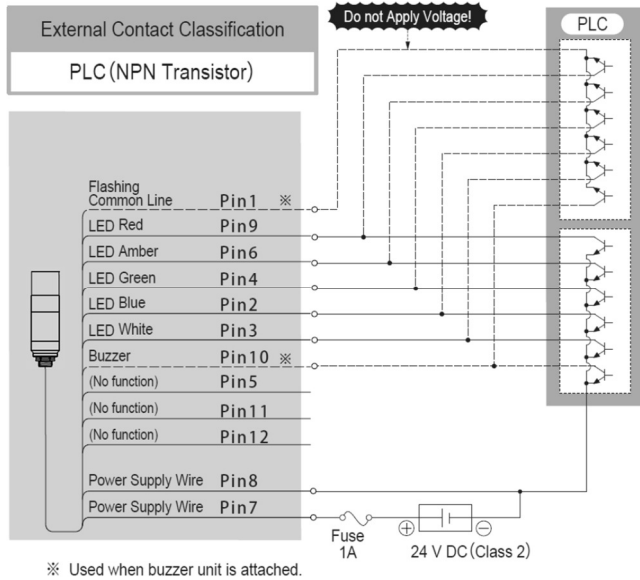 External Contact Classification
PLC (NPN Transistor)
Do not Apply Voltage!
PLC
Flashing
Common Line Pin1 ※
LED Red Pin9
LED Amber Pin6
LED Green Pin4
LED Blue Pin2
LED White Pin3
Buzzer Pin10 ※
(No function) Pin5
(No function) Pin11
(No function) Pin12
Power Supply Wire Pin8
Power Supply Wire Pin7
Fuse
1A
+
−
24 V DC (Class 2)
※ Used when buzzer unit is attached.